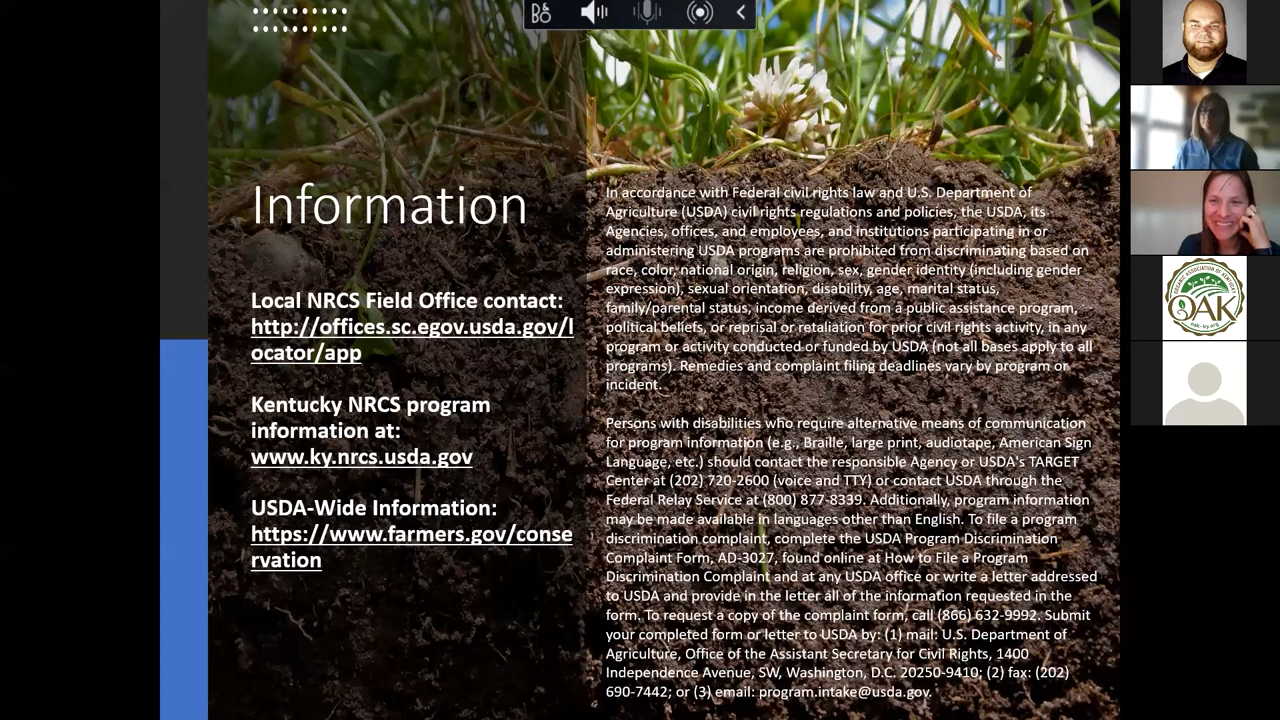 B&O
Information
Local NRCS Field Office contact:
http://offices.sc.egov.usda.gov/l
ocator/app
Kentucky NRCS program
information at:
www.ky.nrcs.usda.gov
USDA-Wide Information:
https://www.farmers.gov/conse
rvation
In accordance with Federal civil rights law and U.S. Department of
Agriculture (USDA) civil rights regulations and policies, the USDA, its
Agencies, offices, and employees, and institutions participating in or
administering USDA programs are prohibited from discriminating based on
race, color, national origin, religion, sex, gender identity (including gender
expression), sexual orientation, disability, age, marital status,
family/parental status, income derived from a public assistance program,
political beliefs, or reprisal or retaliation for prior civil rights activity, in any
program or activity conducted or funded by USDA (not all bases apply to all
programs). Remedies and complaint filing deadlines vary by program or
incident.
Persons with disabilities who require alternative means of communication
for program information (e.g., Braille, large print, audiotape, American Sign
Language, etc.) should contact the responsible Agency or USDA's TARGET
Center at (202) 720-2600 (voice and TTY) or contact USDA through the
Federal Relay Service at (800) 877-8339. Additionally, program information
may be made available in languages other than English. To file a program
discrimination complaint, complete the USDA Program Discrimination
Complaint Form, AD-3027, found online at How to File a Program
Discrimination Complaint and at any USDA office or write a letter addressed
to USDA and provide in the letter all of the information requested in the
form. To request a copy of the complaint form, call (866) 632-9992. Submit
your completed form or letter to USDA by: (1) mail: U.S. Department of
Agriculture, Office of the Assistant Secretary for Civil Rights, 1400
Independence Avenue, SW, Washington, D.C. 20250-9410; (2) fax: (202)
690-7442; or (3) email: program.intake@usda.gov.
ORGANIC ASSOCIATION OF KENTUCKY
OAK
oak-ky.org